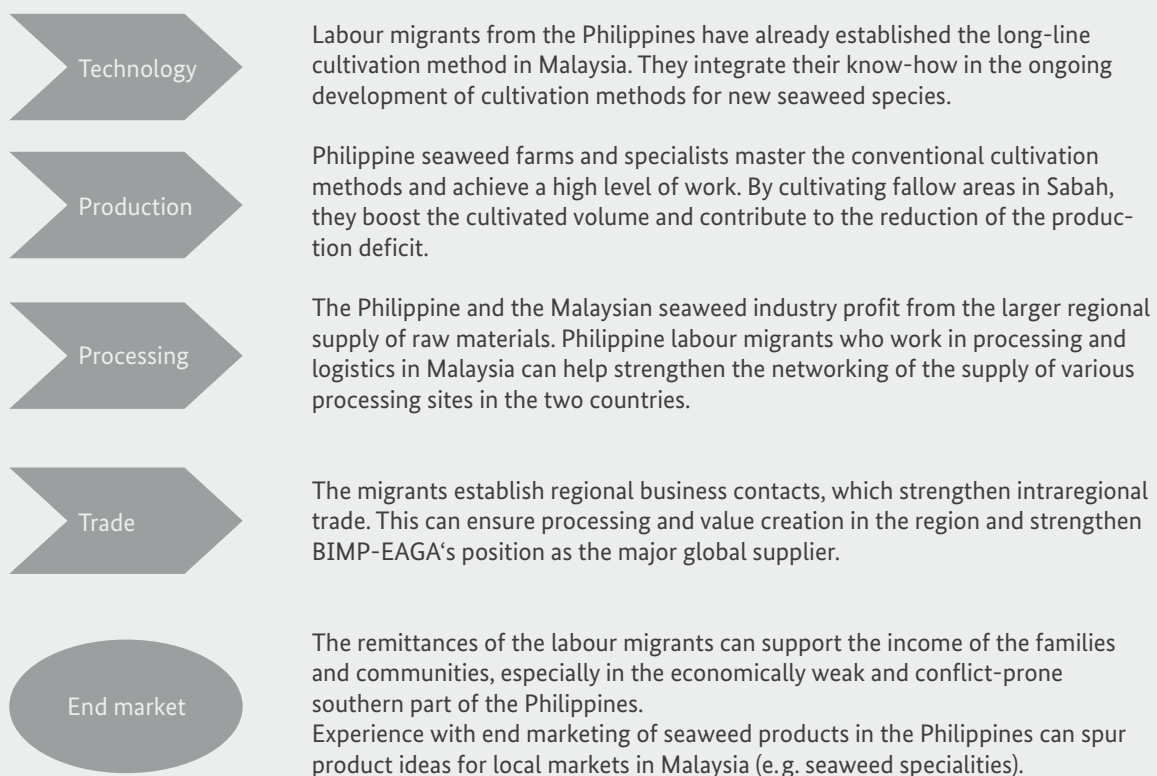 Technology
Labour migrants from the Philippines have already established the long-line
cultivation method in Malaysia. They integrate their know-how in the ongoing
development of cultivation methods for new seaweed species.
Production
Philippine seaweed farms and specialists master the conventional cultivation
methods and achieve a high level of work. By cultivating fallow areas in Sabah,
they boost the cultivated volume and contribute to the reduction of the produc-
tion deficit.
Processing
The Philippine and the Malaysian seaweed industry profit from the larger regional
supply of raw materials. Philippine labour migrants who work in processing and
logistics in Malaysia can help strengthen the networking of the supply of various
processing sites in the two countries.
Trade
The migrants establish regional business contacts, which strengthen intraregional
trade. This can ensure processing and value creation in the region and strengthen
BIMP-EAGA‘s position as the major global supplier.
End market
The remittances of the labour migrants can support the income of the families
and communities, especially in the economically weak and conflict-prone
southern part of the Philippines.
Experience with end marketing of seaweed products in the Philippines can spur
product ideas for local markets in Malaysia (e. g. seaweed specialities).